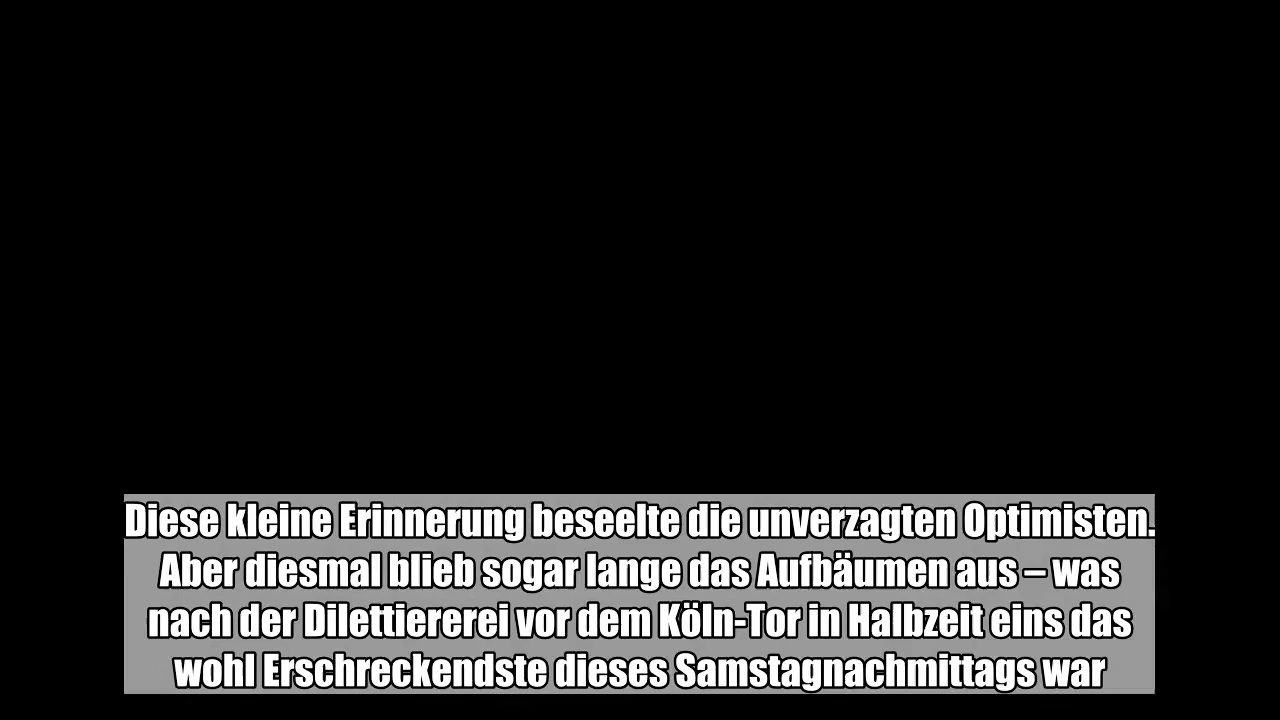 Diese kleine Erinnerung beseelte die unverzagten Optimisten.
Aber diesmal blieb sogar lange das Aufbäumen aus – was
nach der Dilettiererei vor dem Köln-Tor in Halbzeit eins das
wohl Erschreckendste dieses Samstagnachmittags war